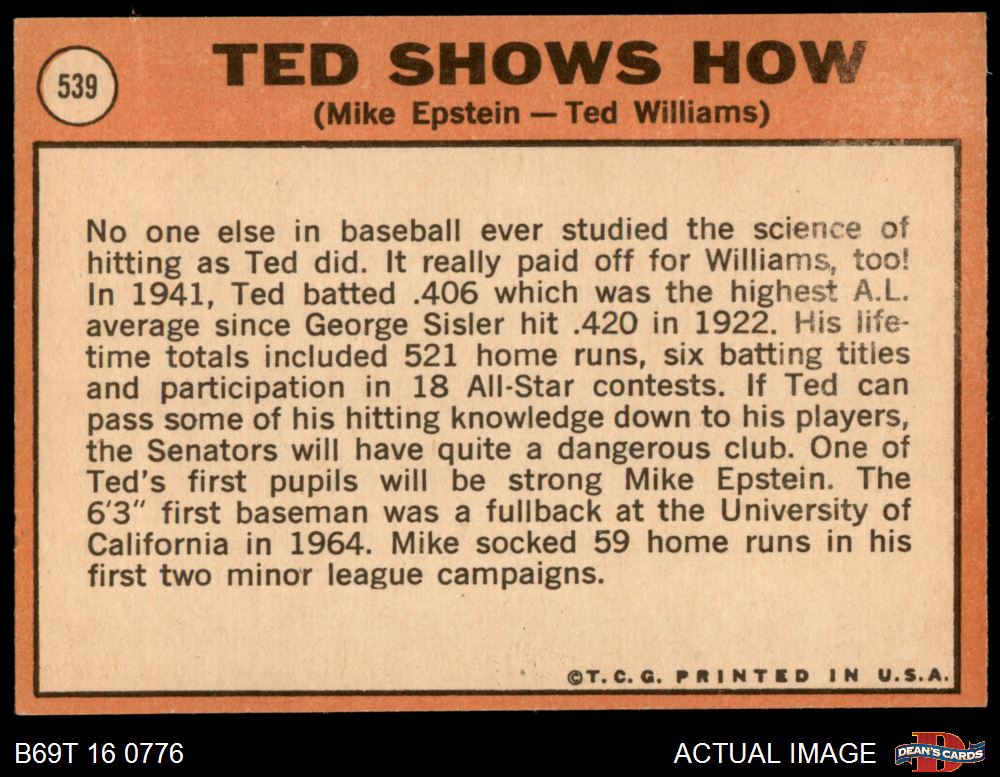 539
TED SHOWS HOW
(Mike Epstein — Ted Williams)
No one else in baseball ever studied the science of
hitting as Ted did. It really paid off for Williams, too!
In 1941, Ted batted .406 which was the highest A.L.
average since George Sisler hit .420 in 1922. His life-
time totals included 521 home runs, six batting titles
and participation in 18 All-Star contests. If Ted can
pass some of his hitting knowledge down to his players,
the Senators will have quite a dangerous club. One of
Ted's first pupils will be strong Mike Epstein. The
6'3" first baseman was a fullback at the University of
California in 1964. Mike socked 59 home runs in his
first two minor league campaigns.
©T.C.G. PRINTED IN U.S.A.
B69T 16 0776
ACTUAL IMAGE
D
DEAN'S CARDS